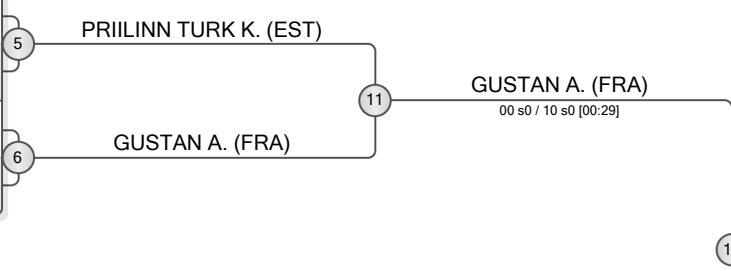 PRIILINN TURK K. (EST)
5
GUSTAN A. (FRA)
11
00 s0 / 10 s0 [00:29]
GUSTAN A. (FRA)
6